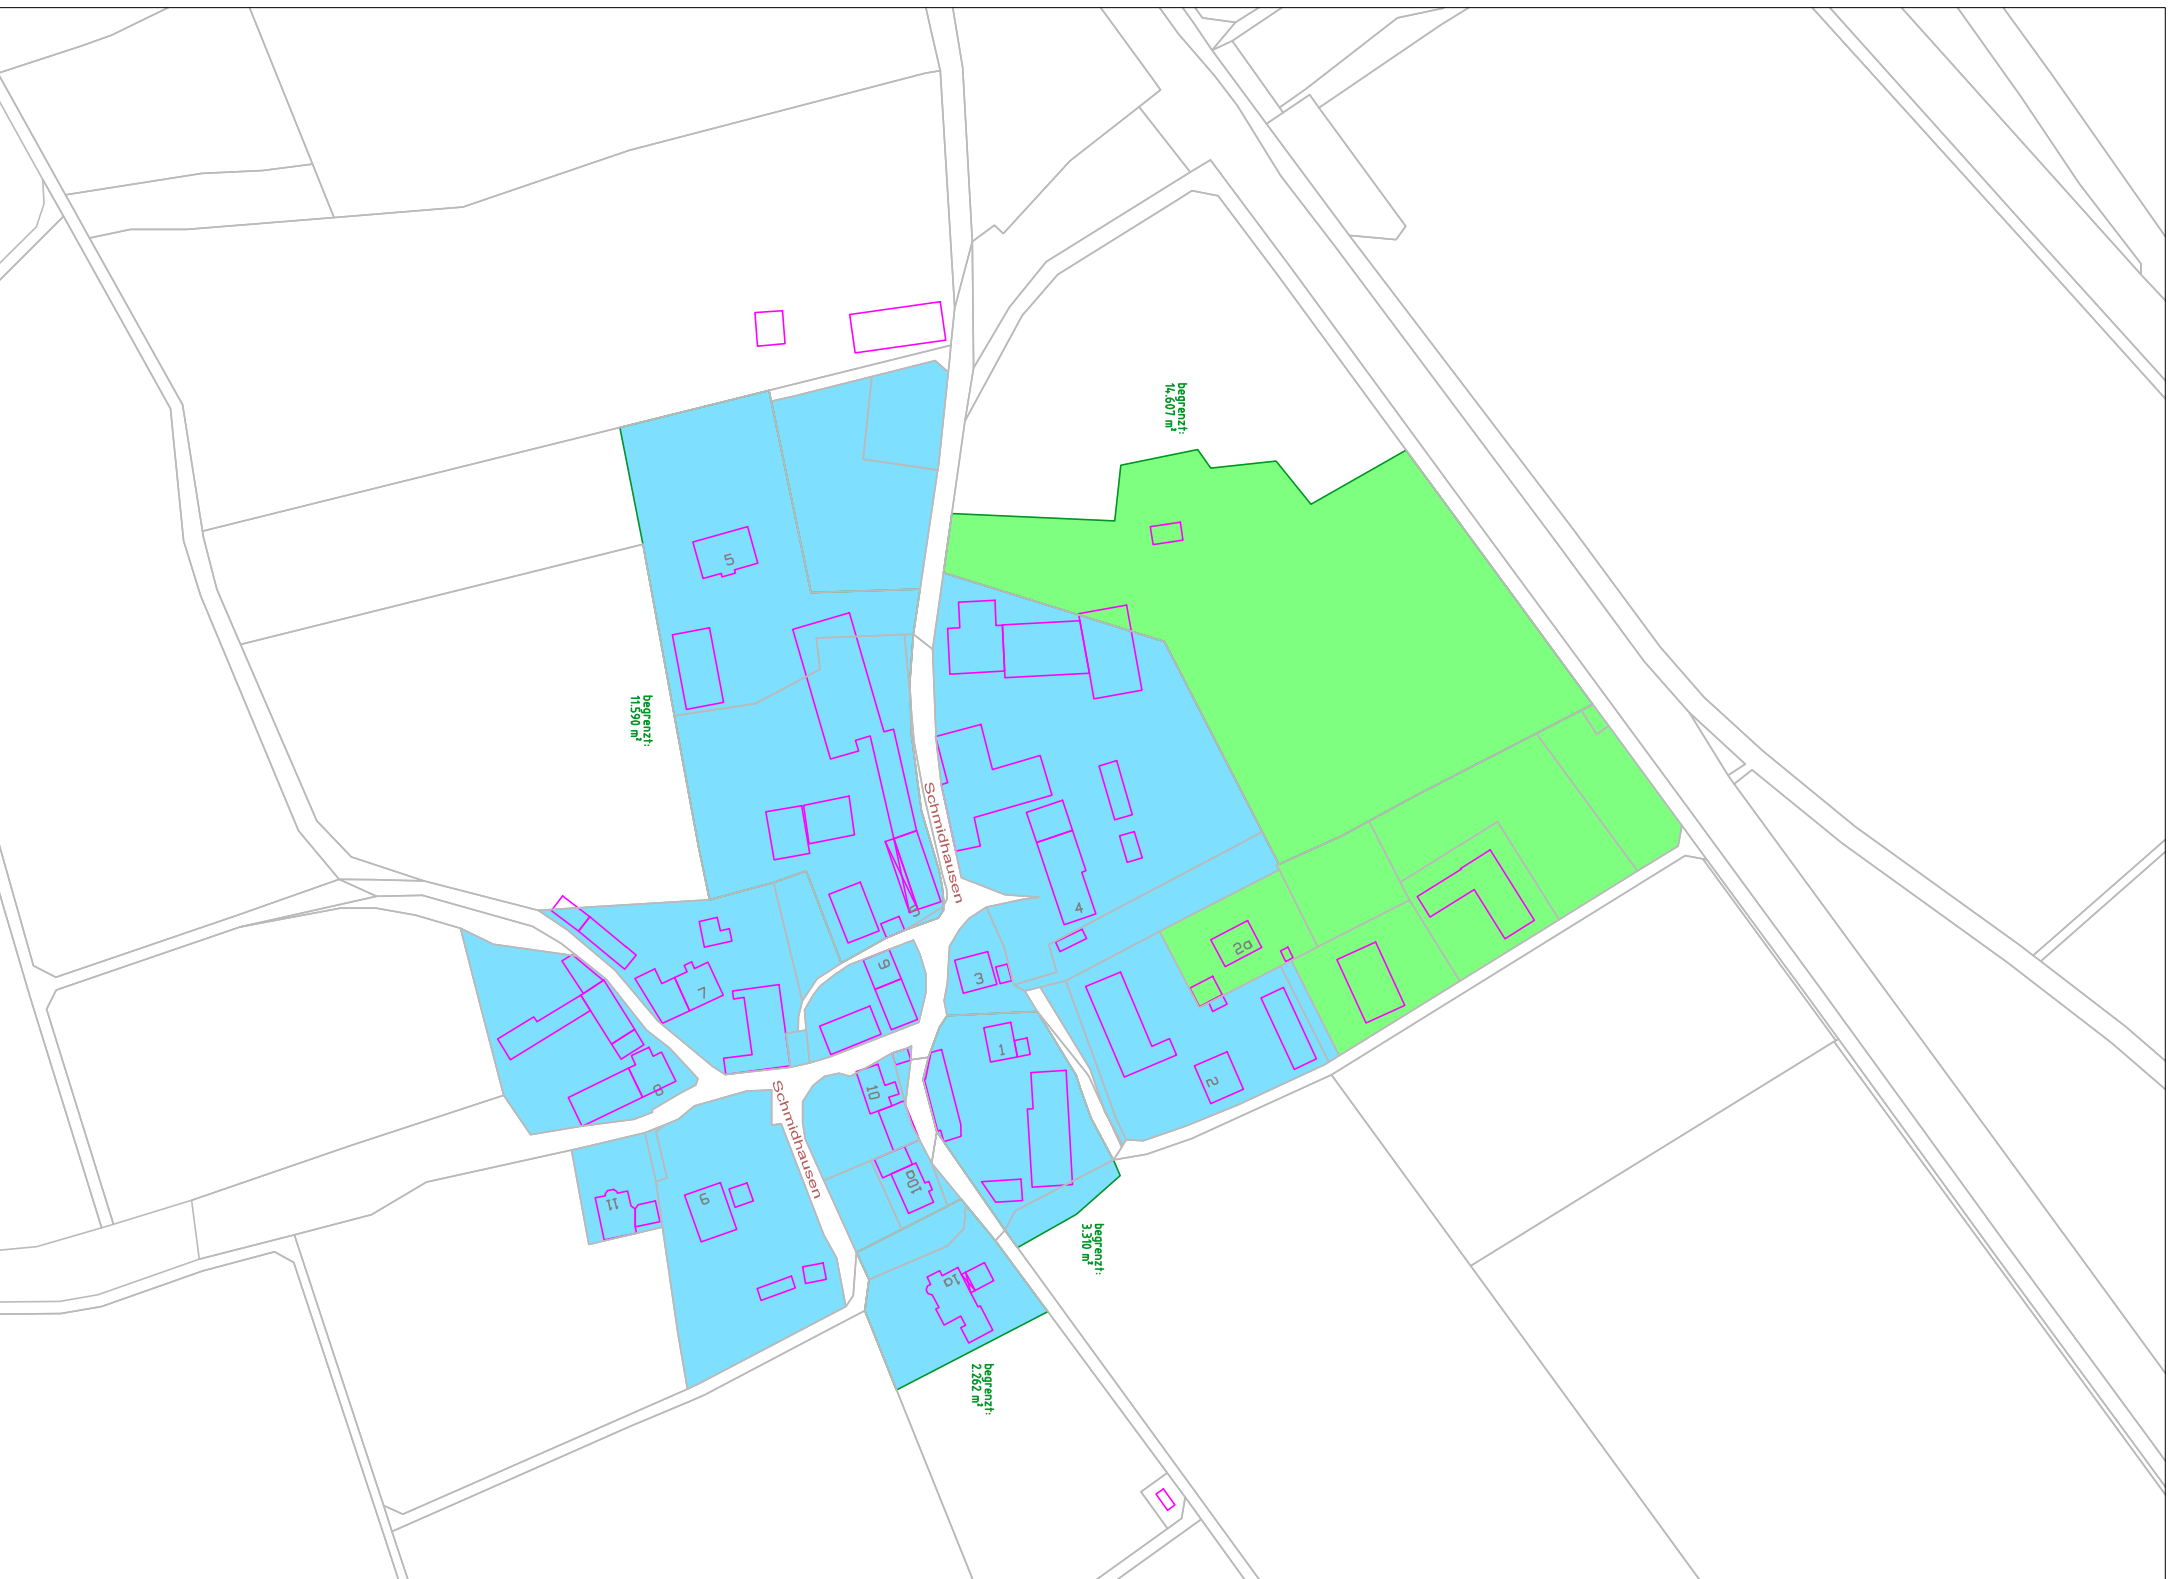 begrenzt:
14.607 m²
5
begrenzt:
11.590 m²
Schmidhausen
4
2a
3
6
7
1
2
8
10
Schmidhausen
10a
9
11
begrenzt:
3.310 m²
1a
begrenzt:
2.262 m²